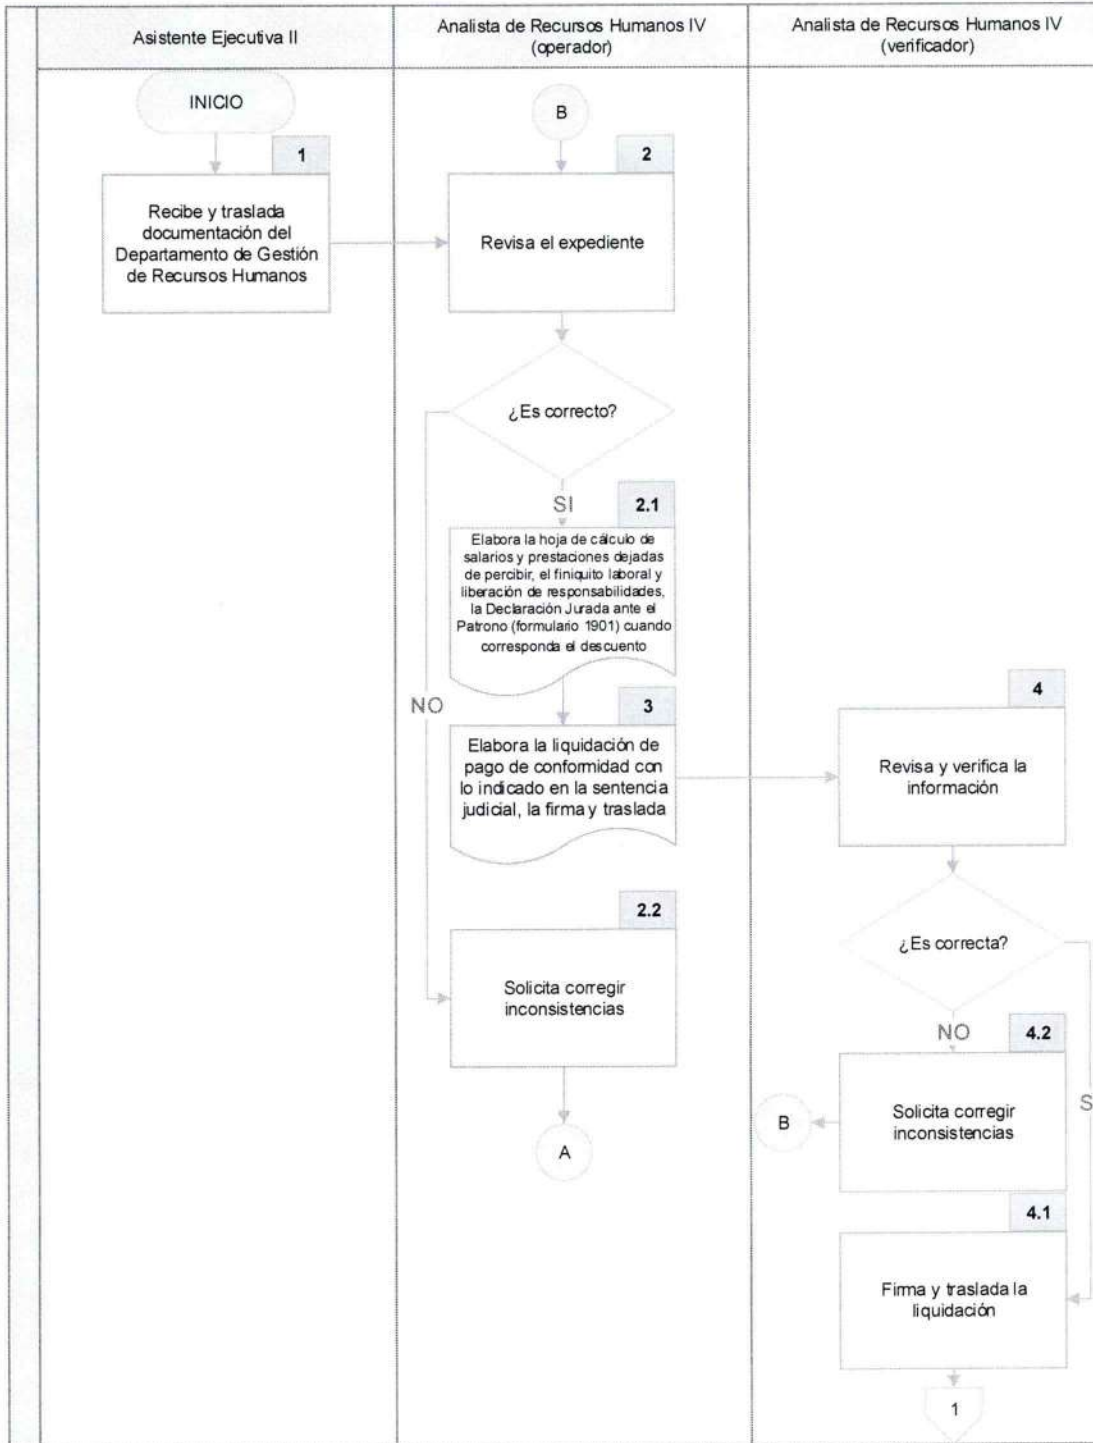 Asistente Ejecutiva II
Analista de Recursos Humanos IV
(operador)
Analista de Recursos Humanos IV
(verificador)
INICIO
1
Recibe y traslada
documentación del
Departamento de Gestión
de Recursos Humanos
B
2
Revisa el expediente
¿Es correcto?
SI
2.1
Elabora la hoja de cálculo de
salarios y prestaciones dejadas
de percibir, el finiquito laboral y
liberación de responsabilidades,
la Declaración Jurada ante el
Patrono (formulario 1901) cuando
corresponda el descuento
NO
3
Elabora la liquidación de
pago de conformidad con
lo indicado en la sentencia
judicial, la firma y traslada
4
Revisa y verifica la
información
¿Es correcta?
2.2
Solicita corregir
inconsistencias
A
NO
4.2
Solicita corregir
inconsistencias
B
S
4.1
Firma y traslada la
liquidación
1